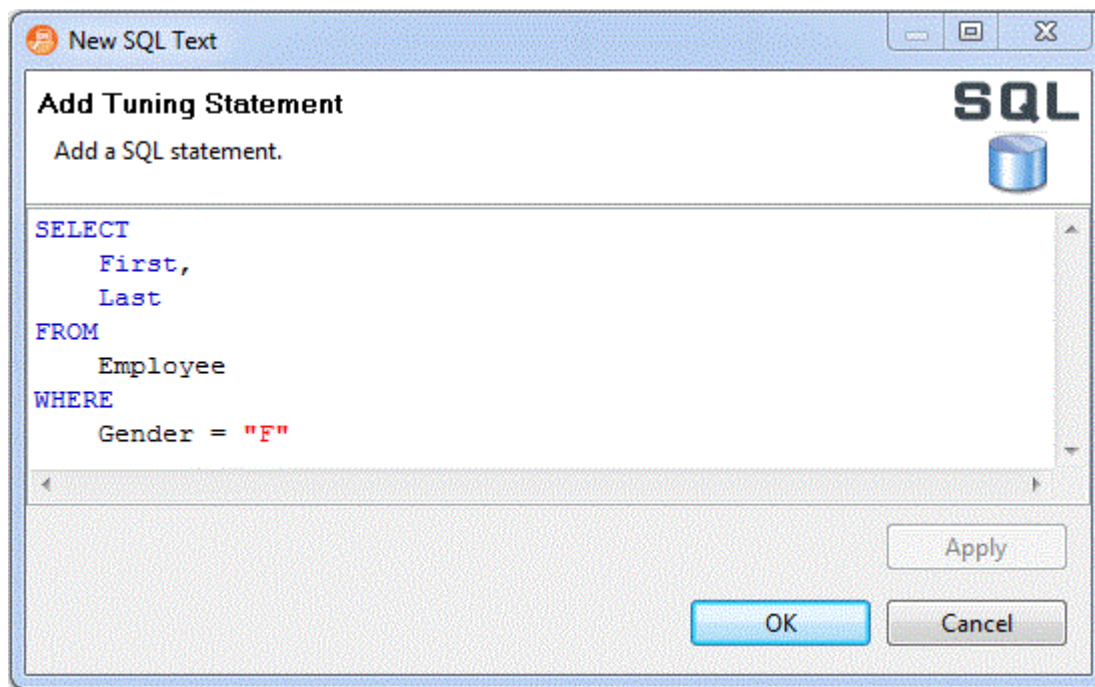 New SQL Text
Add Tuning Statement
SQL
Add a SQL statement.
SELECT
    First,
    Last
FROM
    Employee
WHERE
    Gender = "F"
Apply
OK
Cancel